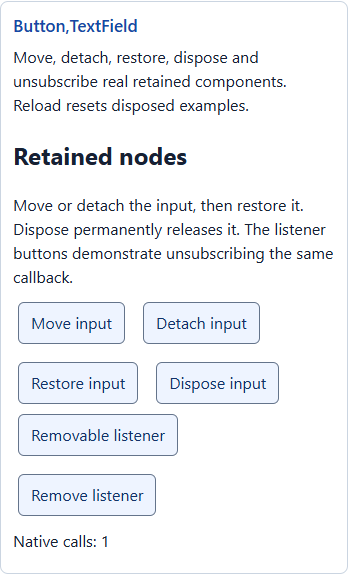 Button,TextField
Move, detach, restore, dispose and
unsubscribe real retained components.
Reload resets disposed examples.
Retained nodes
Move or detach the input, then restore it.
Dispose permanently releases it. The listener
buttons demonstrate unsubscribing the same
callback.
Move input
Detach input
Restore input
Dispose input
Removable listener
Remove listener
Native calls: 1